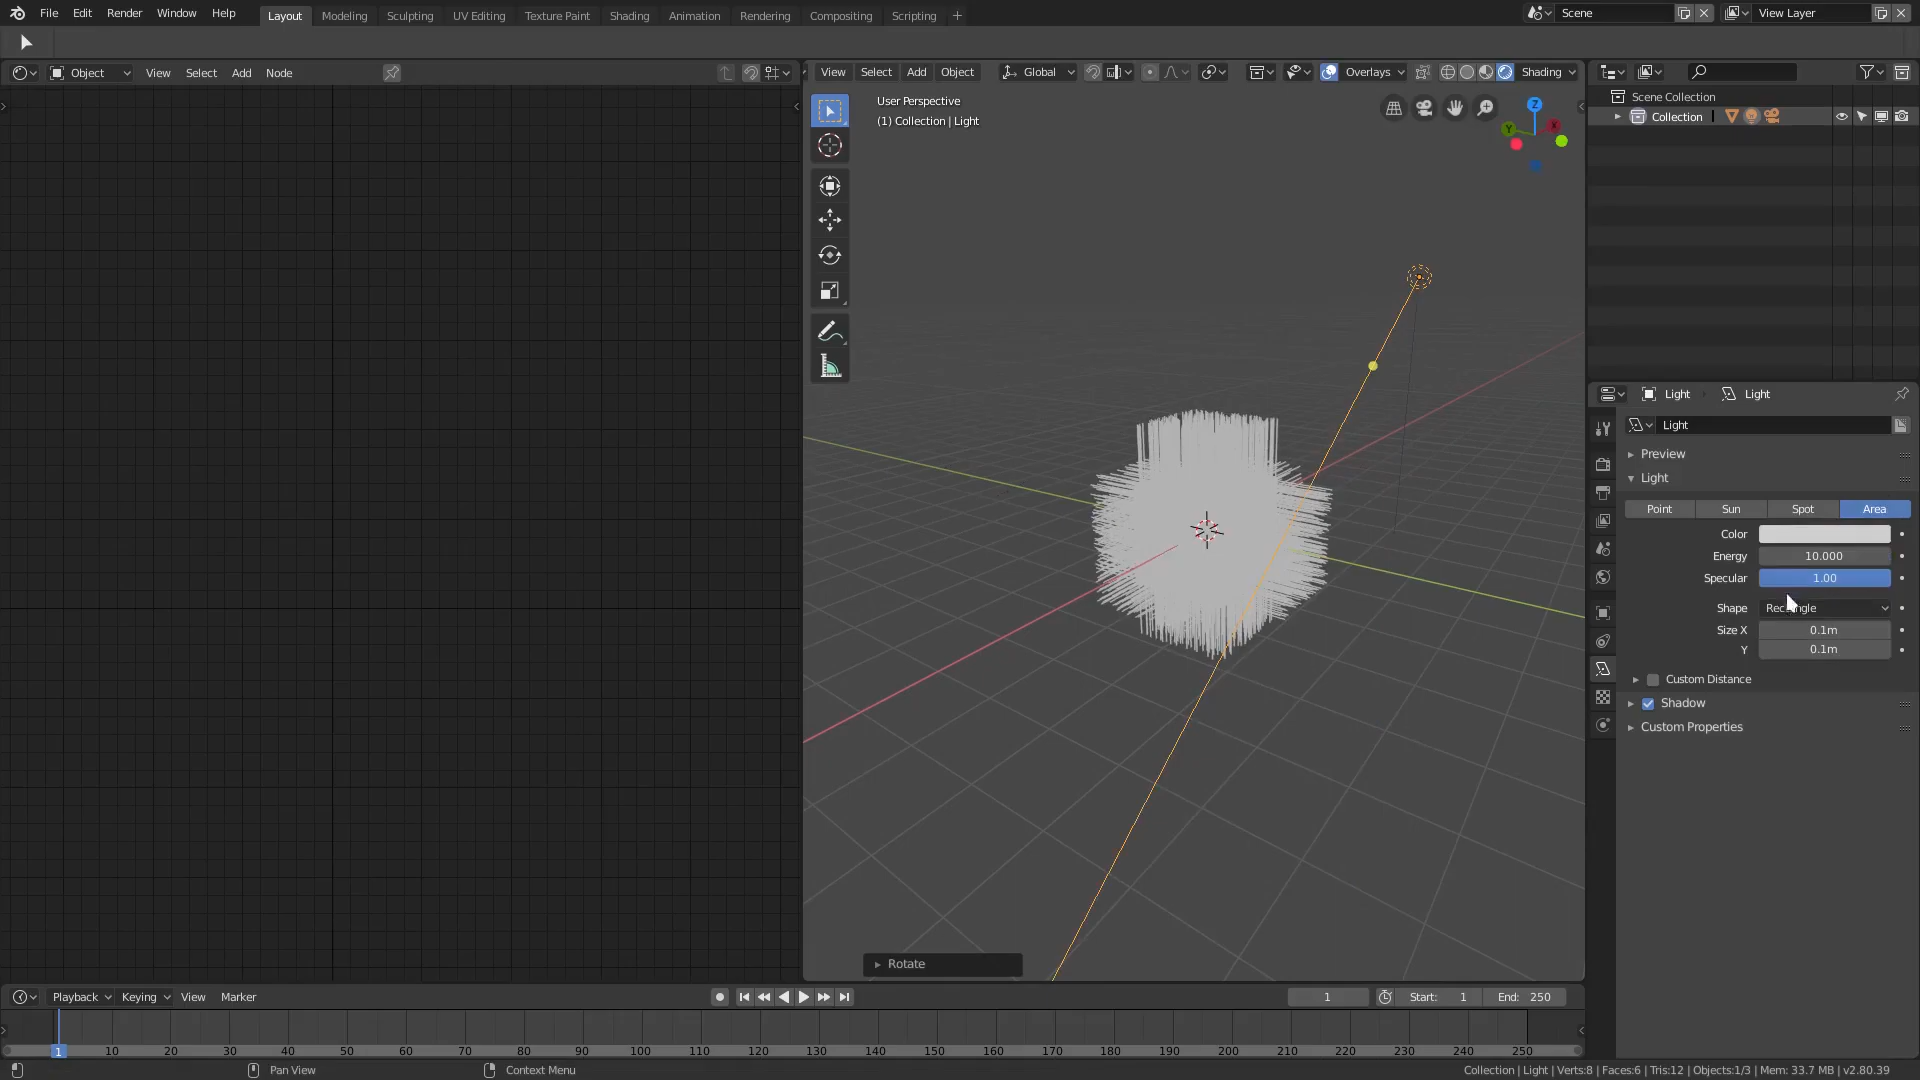 File Edit Render Window Help Layout Modeling Sculpting UV Editing Texture Paint Shading Animation Rendering Compositing Scripting + Scene View Layer
Object View Select Add Node
View Select Add Object Global Overlays Shading
User Perspective
(1) Collection | Light
Z
Y
X
Scene Collection
Collection
Light Light
Light
Preview
Light
Point Sun Spot Area
Color
Energy 10.000
Specular 1.00
Shape
Size X 0.1m
Y 0.1m
Custom Distance
Shadow
Custom Properties
Rotate
Playback Keying View Marker 1 Start: 1 End: 250
1 10 20 30 40 50 60 70 80 90 100 110 120 130 140 150 160 170 180 190 200 210 220 230 240 250
Pan View Context Menu Collection | Light | Verts:8 | Faces:6 | Tris:12 | Objects:1/3 | Mem: 33.7 MB | v2.80.39